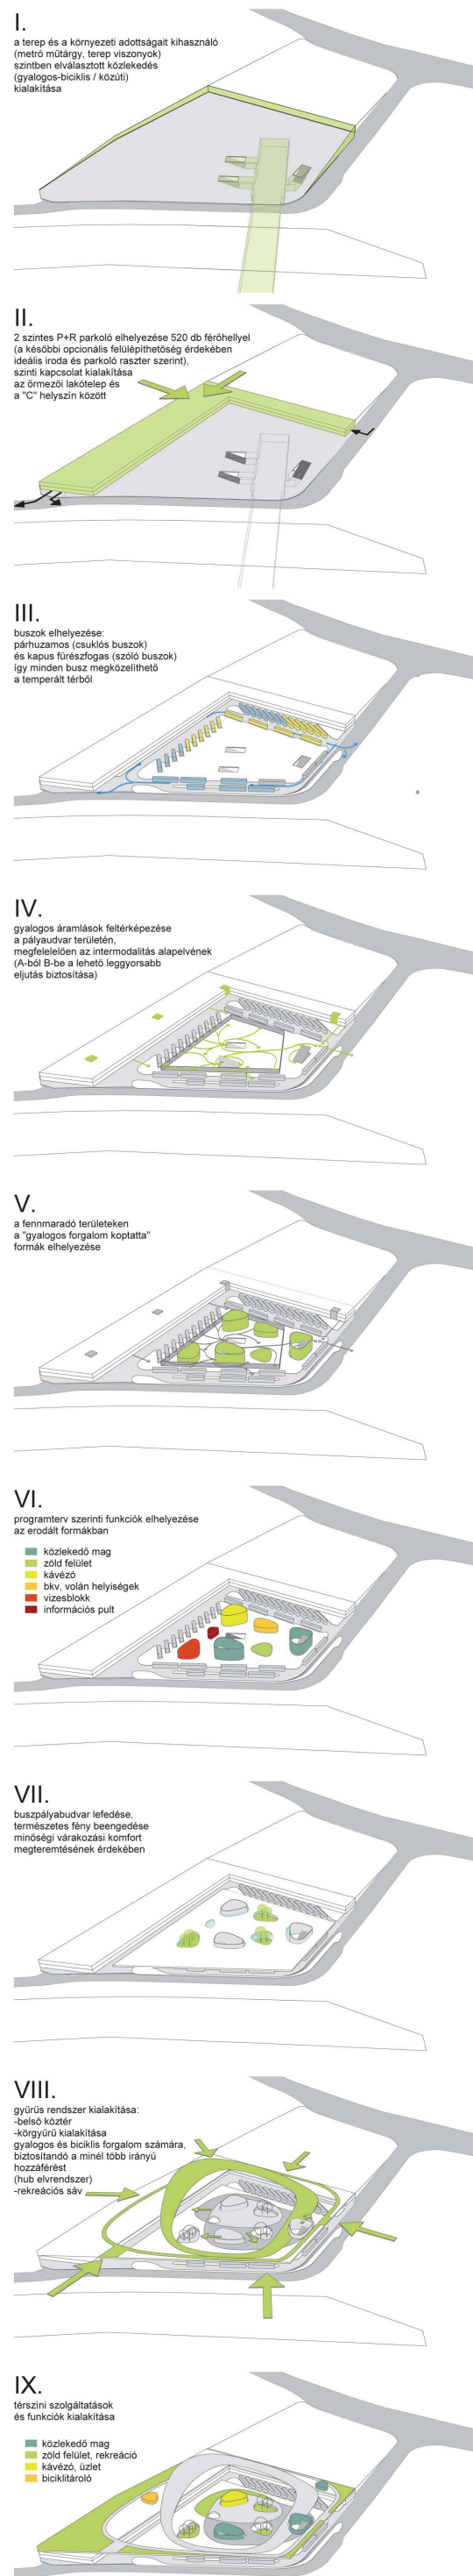 I.
a terep és a környezeti adottságait kihasználó
(metró műtárgy, terep viszonyok)
szintben elválasztott közlekedés
(gyalogos-biciklis / közúti)
kialakítása
II.
2 szintes P+R parkoló elhelyezése 520 db férőhellyel
(a későbbi opcionális felülépíthetőség érdekében
ideális iroda és parkoló raszter szerint),
szinti kapcsolat kialakítása
az őrmezői lakótelep és
a "C" helyszín között
III.
buszok elhelyezése:
párhuzamos (csuklós buszok)
és kapus fűrészfogas (szóló buszok)
így minden busz megközelíthető
a temperált térből
IV.
gyalogos áramlások feltérképezése
a pályaudvar területén,
megfelelelően az intermodalitás alapelvének
(A-ból B-be a lehető leggyorsabb
eljutás biztosítása)
V.
a fennmaradó területeken
a "gyalogos forgalom koptatta"
formák elhelyezése
VI.
programterv szerinti funkciók elhelyezése
az erodált formákban
közlekedő mag
zöld felület
kávézó
bkv, volán helyiségek
vizesblokk
információs pult
VII.
buszpályabudvar lefedése,
természetes fény beengedése
minőségi várakozási komfort
megteremtésének érdekében
VIII.
gyűrűs rendszer kialakítása:
-belső köztér
-körgyűrű kialakítása
gyalogos és biciklis forgalom számára,
biztosítandó a minél több irányú
hozzáférést
(hub elvrendszer)
-rekreációs sáv
IX.
térszíni szolgáltatások
és funkciók kialakítása
közlekedő mag
zöld felület, rekreáció
kávézó, üzlet
biciklitároló